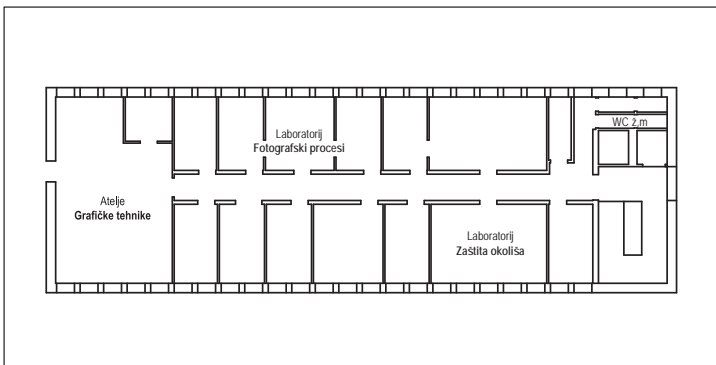 WC ž,m
Laboratorij
Fotografski procesi
Atelje
Grafičke tehnike
Laboratorij
Zaštita okoliša